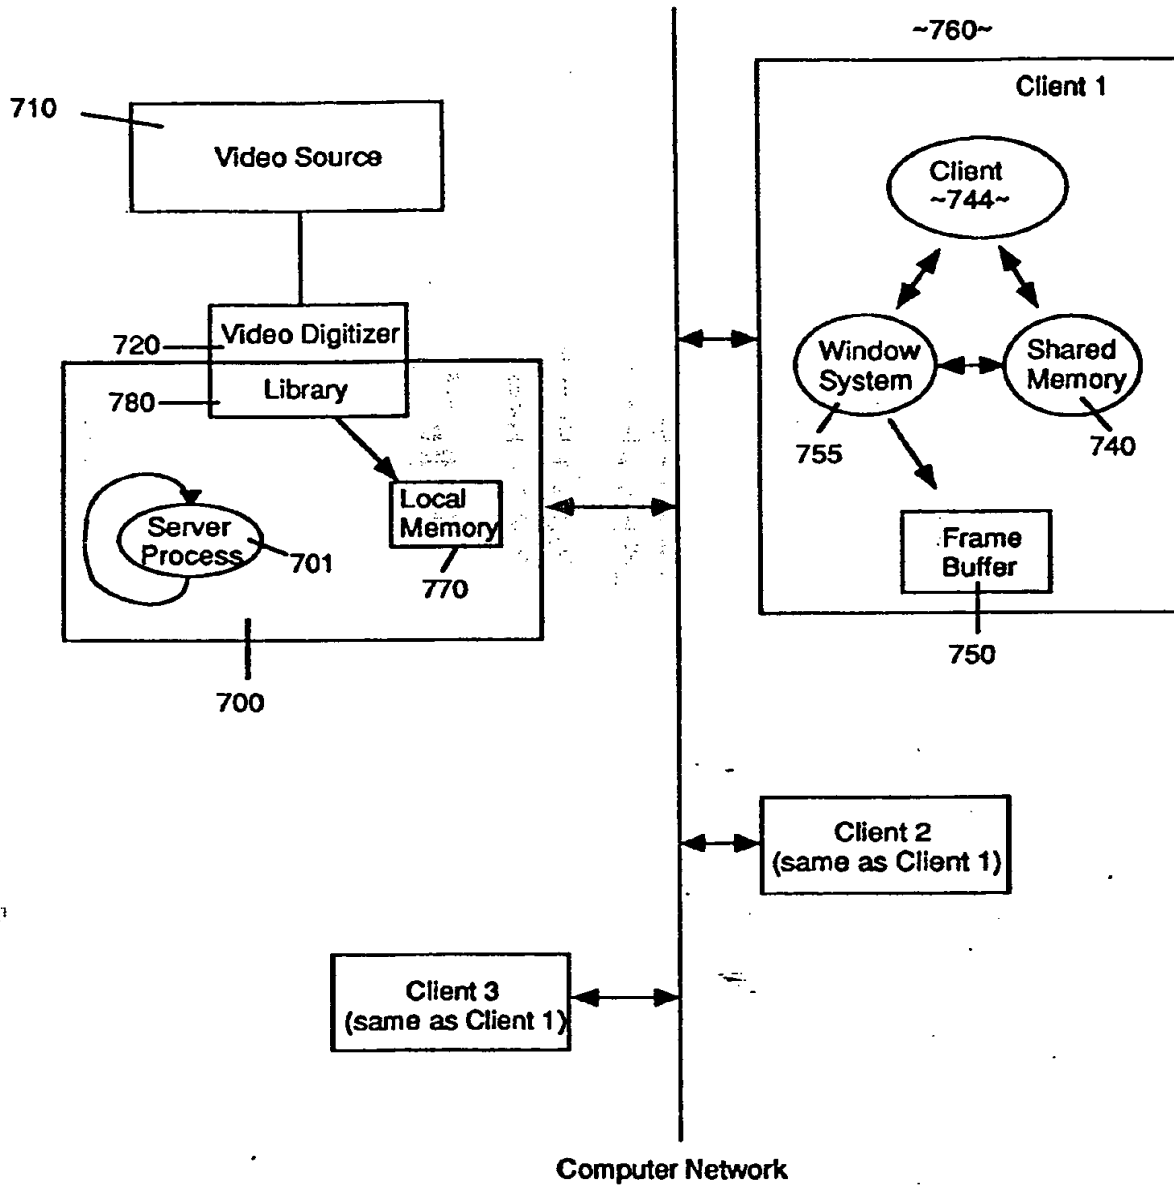 ~760~
Client 1
710
Video Source
Client
~744~
720
Video Digitizer
Window
System
Shared
Memory
780
Library
755
740
Local
Memory
Server
Process
701
770
Frame
Buffer
750
700
Client 2
(same as Client 1)
Client 3
(same as Client 1)
Computer Network